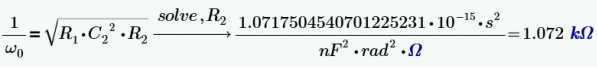 1/ω₀ = √(R₁·C₂²·R₂) solve,R₂ → 1.0717504540701225231·10⁻¹⁵·s² / nF²·rad²·Ω = 1.072 kΩ